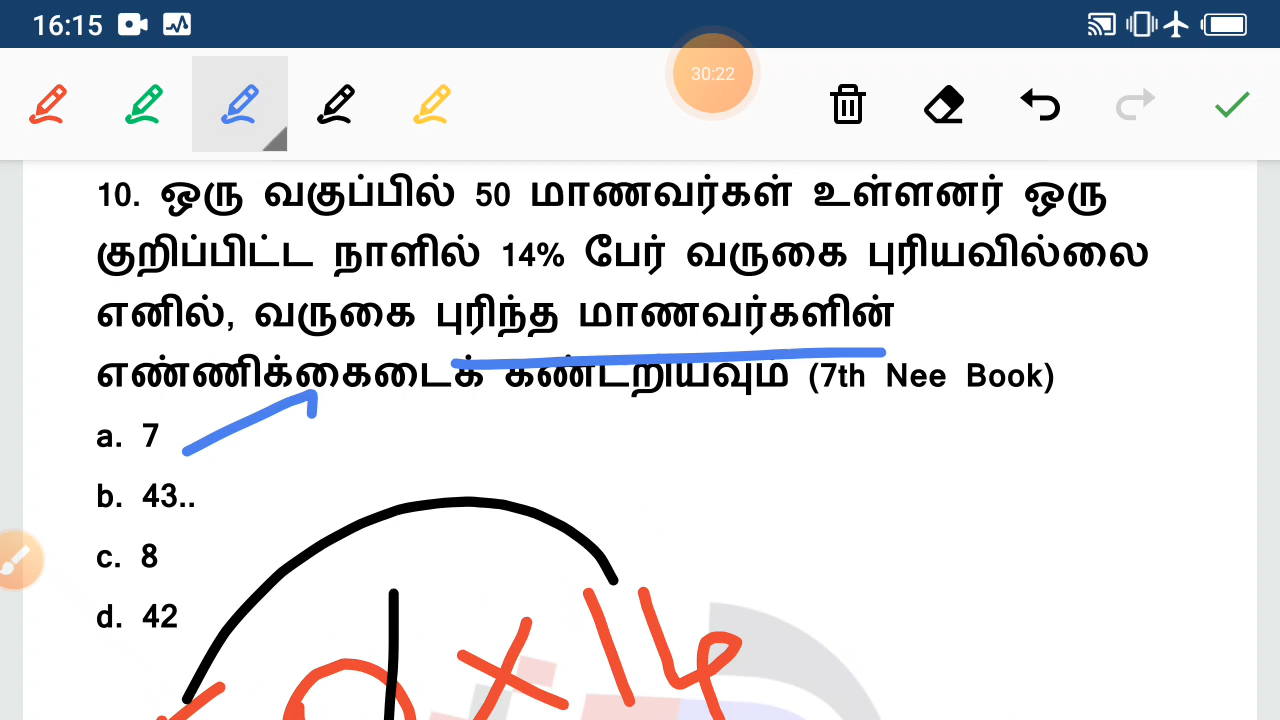 16:15
30:22
10. ஒரு வகுப்பில் 50 மாணவர்கள் உள்ளனர் ஒரு
குறிப்பிட்ட நாளில் 14% பேர் வருகை புரியவில்லை
எனில், வருகை புரிந்த மாணவர்களின்
எண்ணிக்கைடைக் கண்டறியவும் (7th Nee Book)
a. 7
b. 43..
c. 8
d. 42
× 14